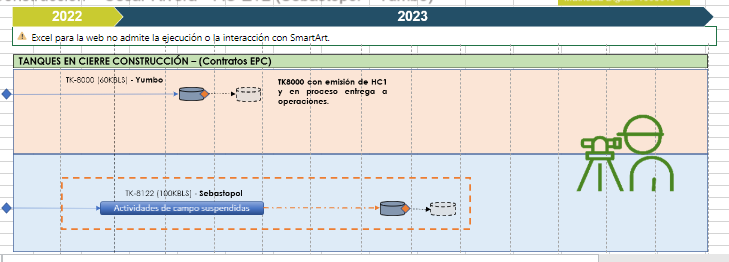 2022
2023
Excel para la web no admite la ejecución o la interacción con SmartArt.
TANQUES EN CIERRE CONSTRUCCIÓN – (Contratos EPC)
TK-8000 (60KBLS) - Yumbo
TK8000 con emisión de HC1
y en proceso entrega a
operaciones.
TK-8122 (100KBLS) - Sebastopol
Actividades de campo suspendidas